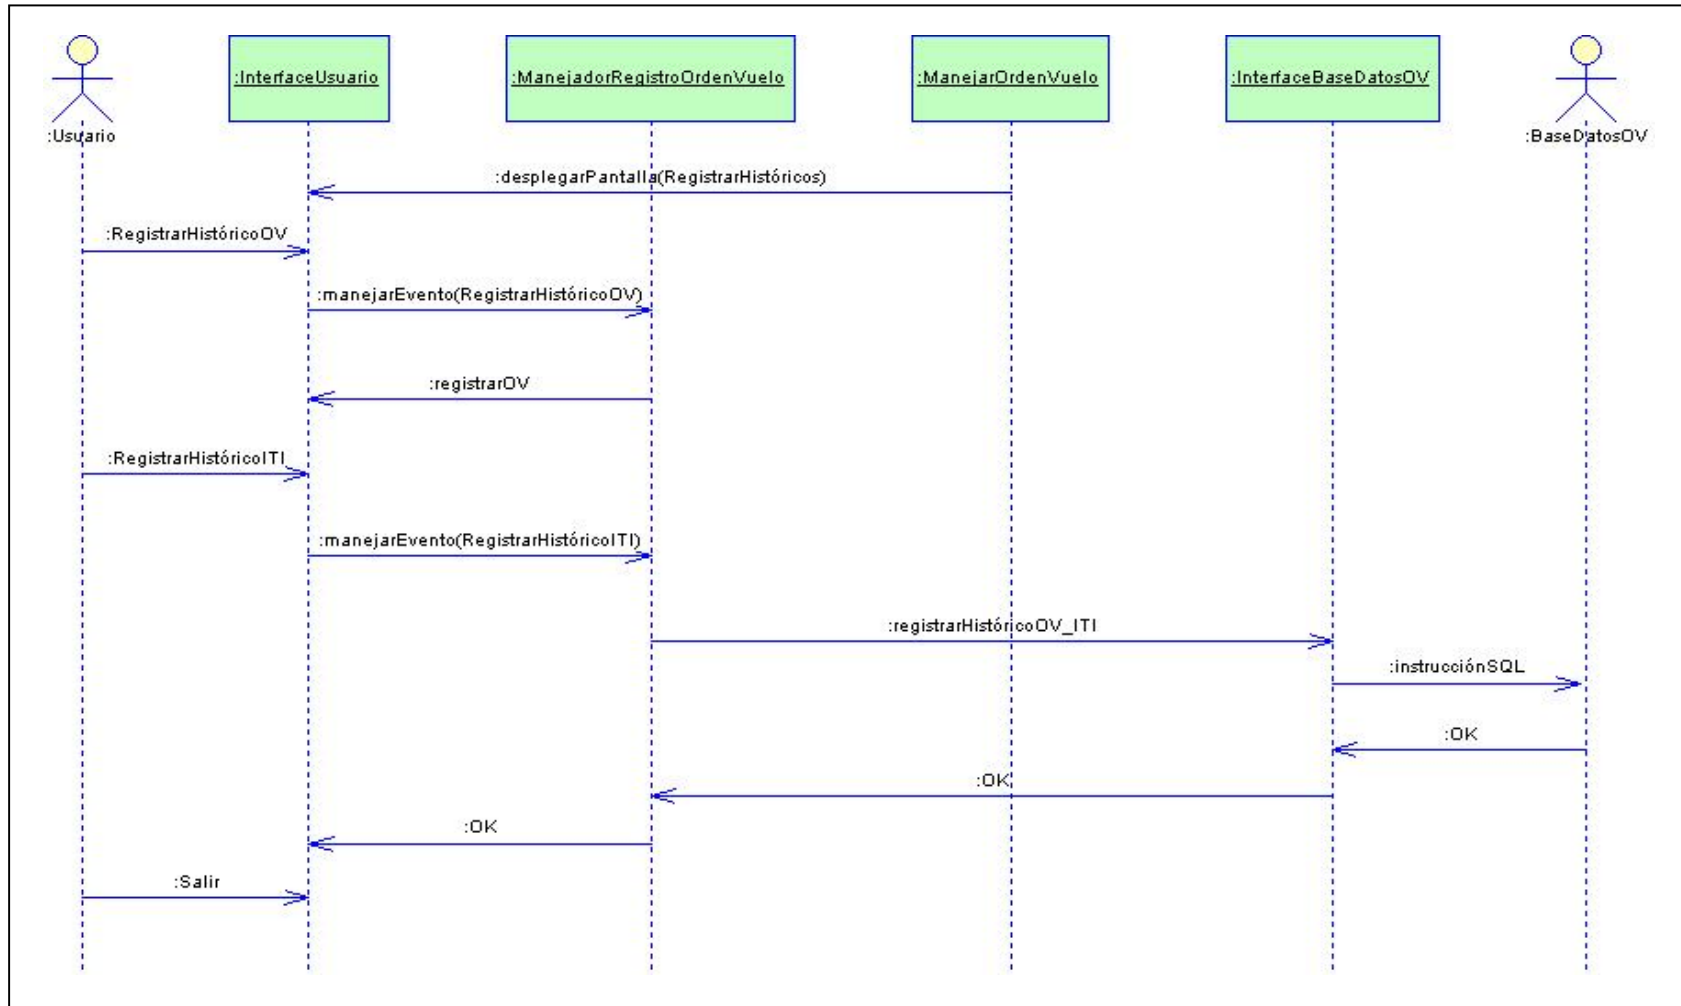 :InterfaceUsuario
:ManejadorRegistroOrdenVuelo
:ManejarOrdenVuelo
:InterfaceBaseDatosOV
:Usuario
:BaseDatosOV
:desplegarPantalla(RegistrarHistóricos)
:RegistrarHistóricoOV
:manejarEvento(RegistrarHistóricoOV)
:registrarOV
:RegistrarHistóricoITI
:manejarEvento(RegistrarHistóricoITI)
:registrarHistóricoOV_ITI
:instrucciónSQL
:OK
:OK
:OK
:Salir